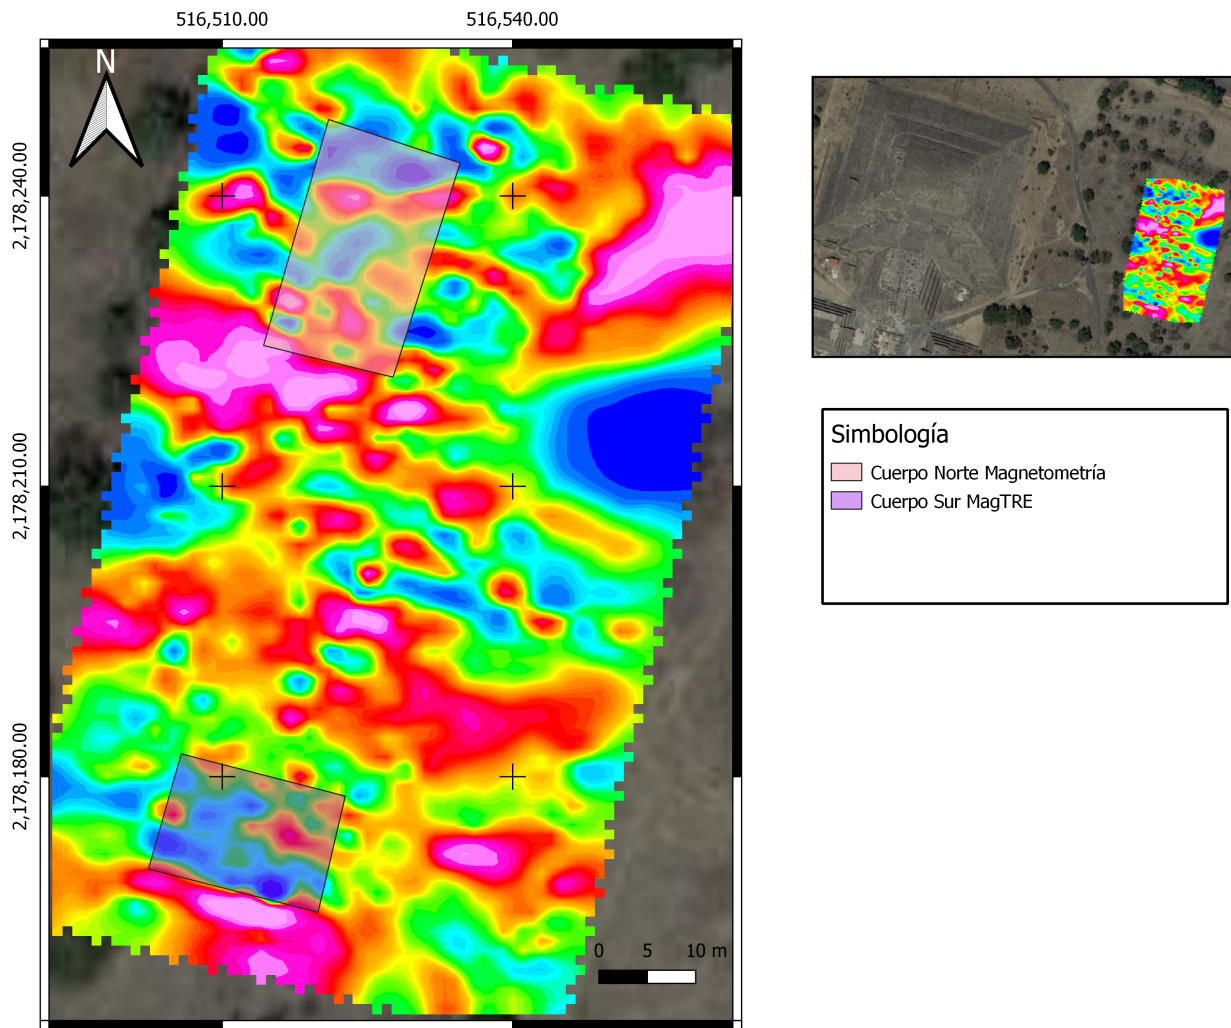 516,510.00 516,540.00
N
2,178,240.00
2,178,210.00
2,178,180.00
0 5 10 m
Simbología
Cuerpo Norte Magnetometría
Cuerpo Sur MagTRE